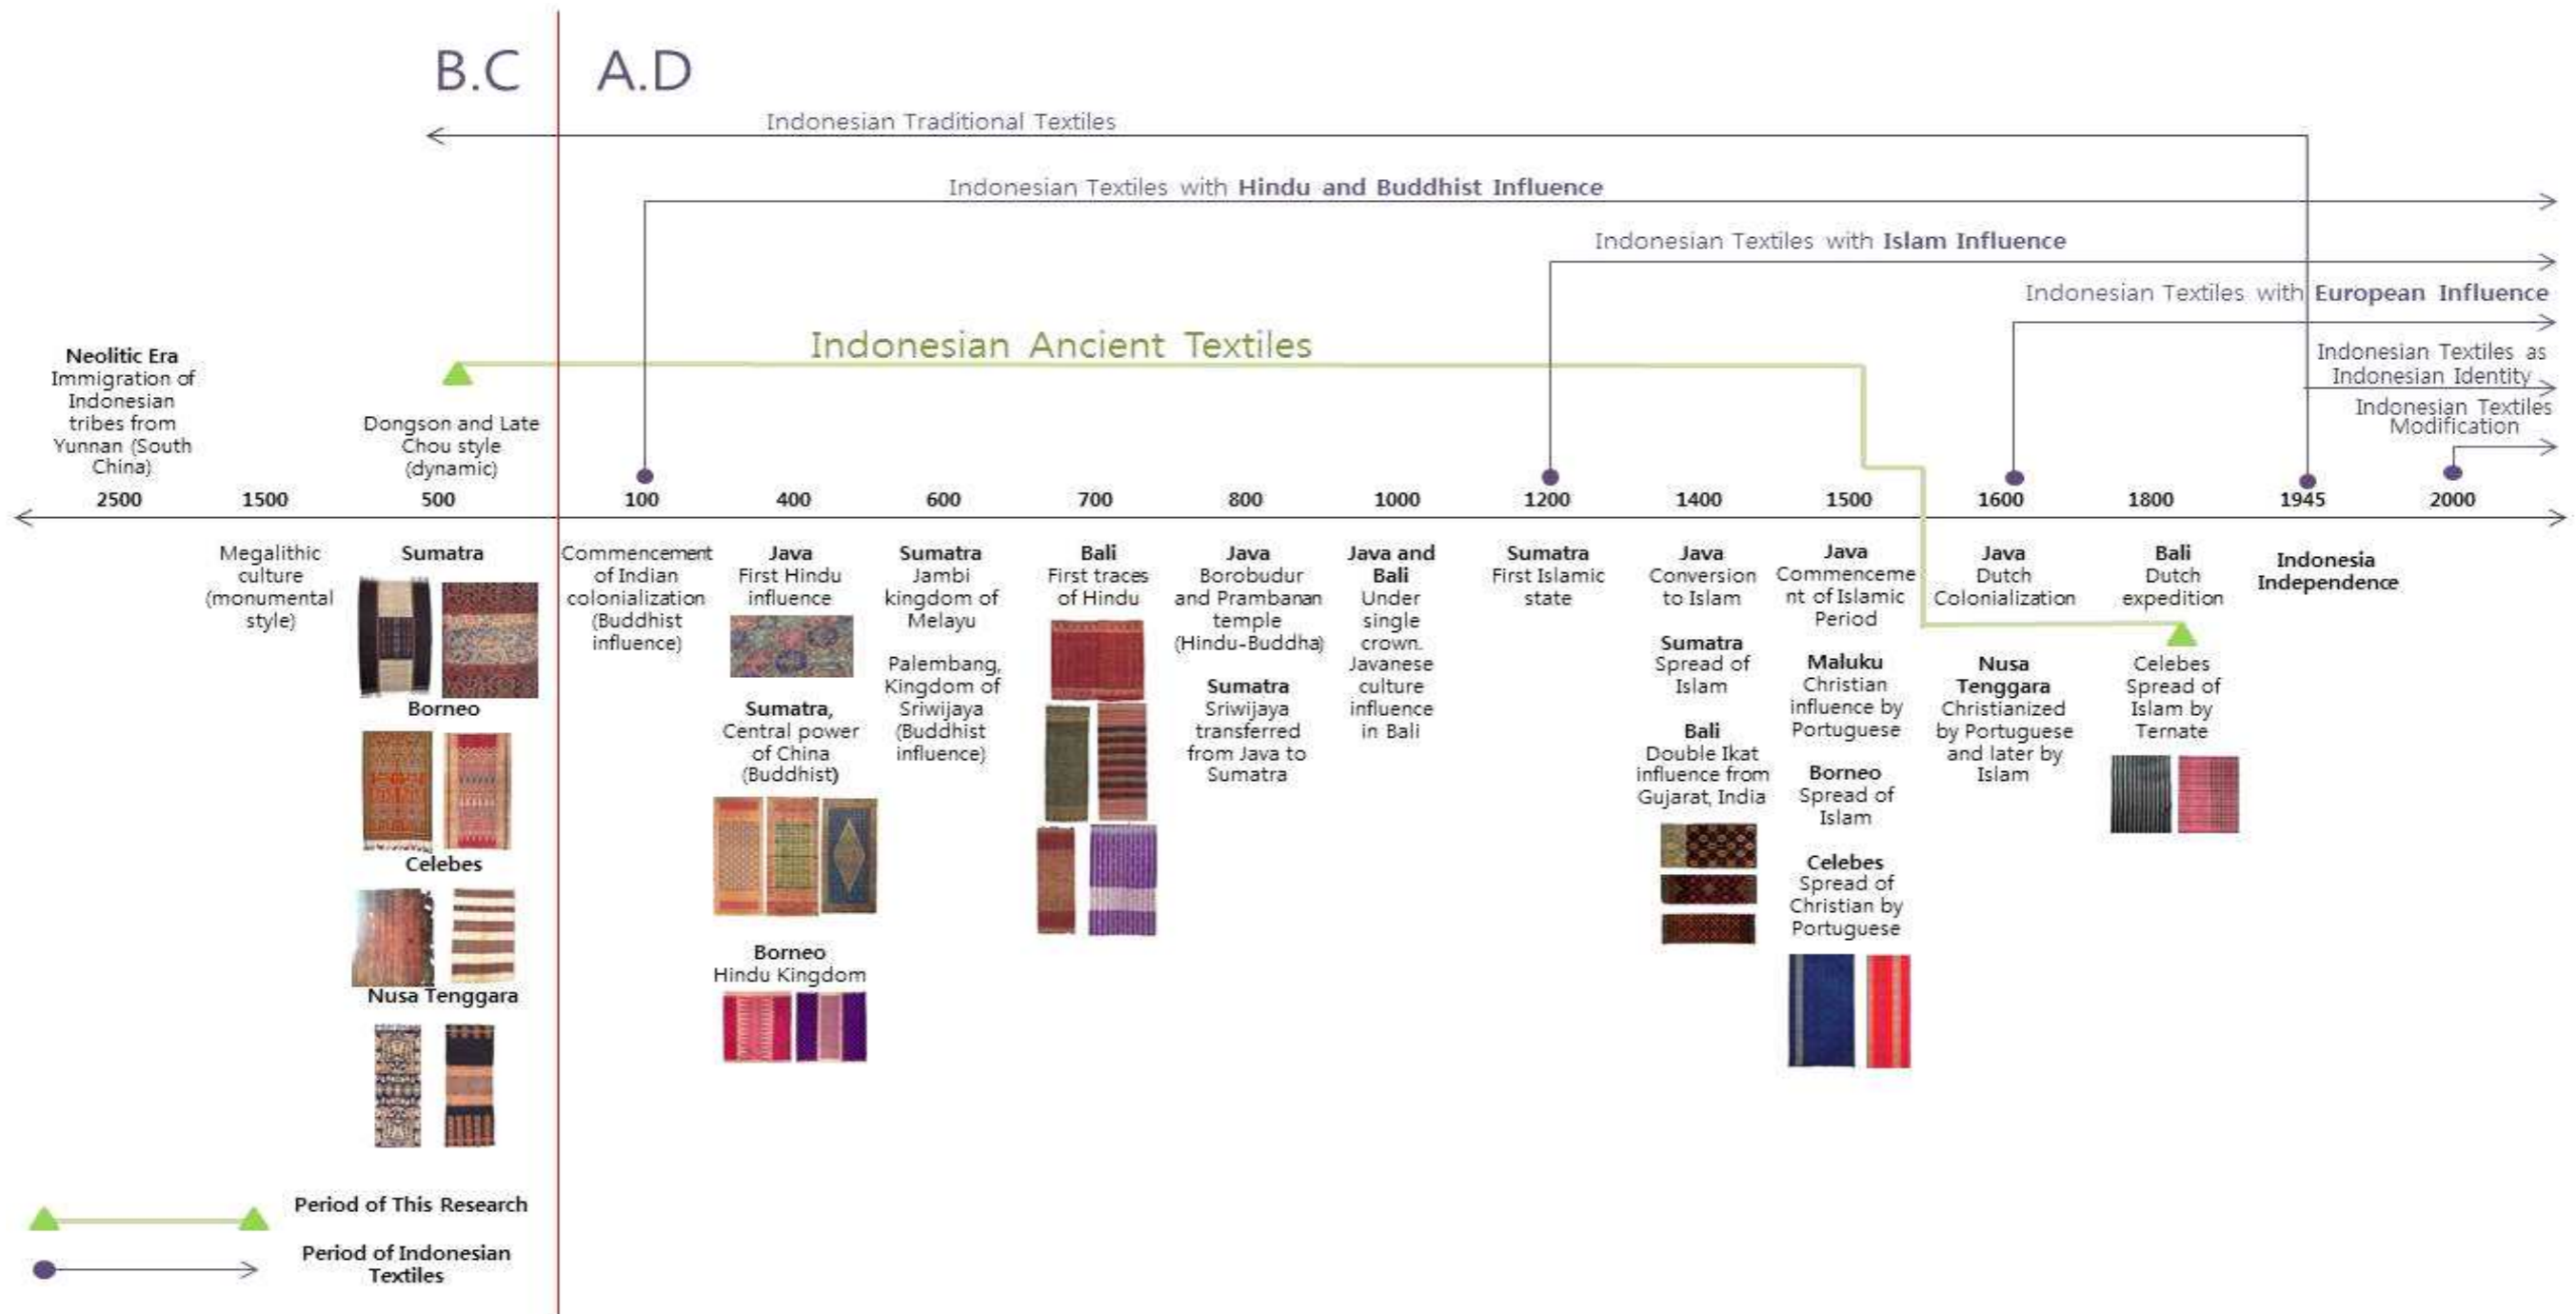 B.C
A.D
Indonesian Traditional Textiles
Indonesian Textiles with Hindu and Buddhist Influence
Indonesian Textiles with Islam Influence
Indonesian Textiles with European Influence
Indonesian Ancient Textiles
Indonesian Textiles as
Indonesian Identity
Indonesian Textiles
Modification
Neolitic Era
Immigration of
Indonesian
tribes from
Yunnan (South
China)
Dongson and Late
Chou style
(dynamic)
2500
1500
500
100
400
600
700
800
1000
1200
1400
1500
1600
1800
1945
2000
Megalithic
culture
(monumental
style)
Sumatra
Borneo
Celebes
Nusa Tenggara
Commencement
of Indian
colonialization
(Buddhist
influence)
Java
First Hindu
influence
Sumatra,
Central power
of China
(Buddhist)
Borneo
Hindu Kingdom
Sumatra
Jambi
kingdom of
Melayu
Palembang,
Kingdom of
Sriwijaya
(Buddhist
influence)
Bali
First traces
of Hindu
Java
Borobudur
and Prambanan
temple
(Hindu-Buddha)
Sumatra
Sriwijaya
transferred
from Java to
Sumatra
Java and
Bali
Under
single
crown.
Javanese
culture
influence
in Bali
Sumatra
First Islamic
state
Java
Conversion
to Islam
Sumatra
Spread of
Islam
Bali
Double Ikat
influence from
Gujarat, India
Java
Commenceme
nt of Islamic
Period
Maluku
Christian
influence by
Portuguese
Borneo
Spread of
Islam
Celebes
Spread of
Christian by
Portuguese
Java
Dutch
Colonialization
Nusa
Tenggara
Christianized
by Portuguese
and later by
Islam
Bali
Dutch
expedition
Celebes
Spread of
Islam by
Ternate
Indonesia
Independence
Period of This Research
Period of Indonesian
Textiles